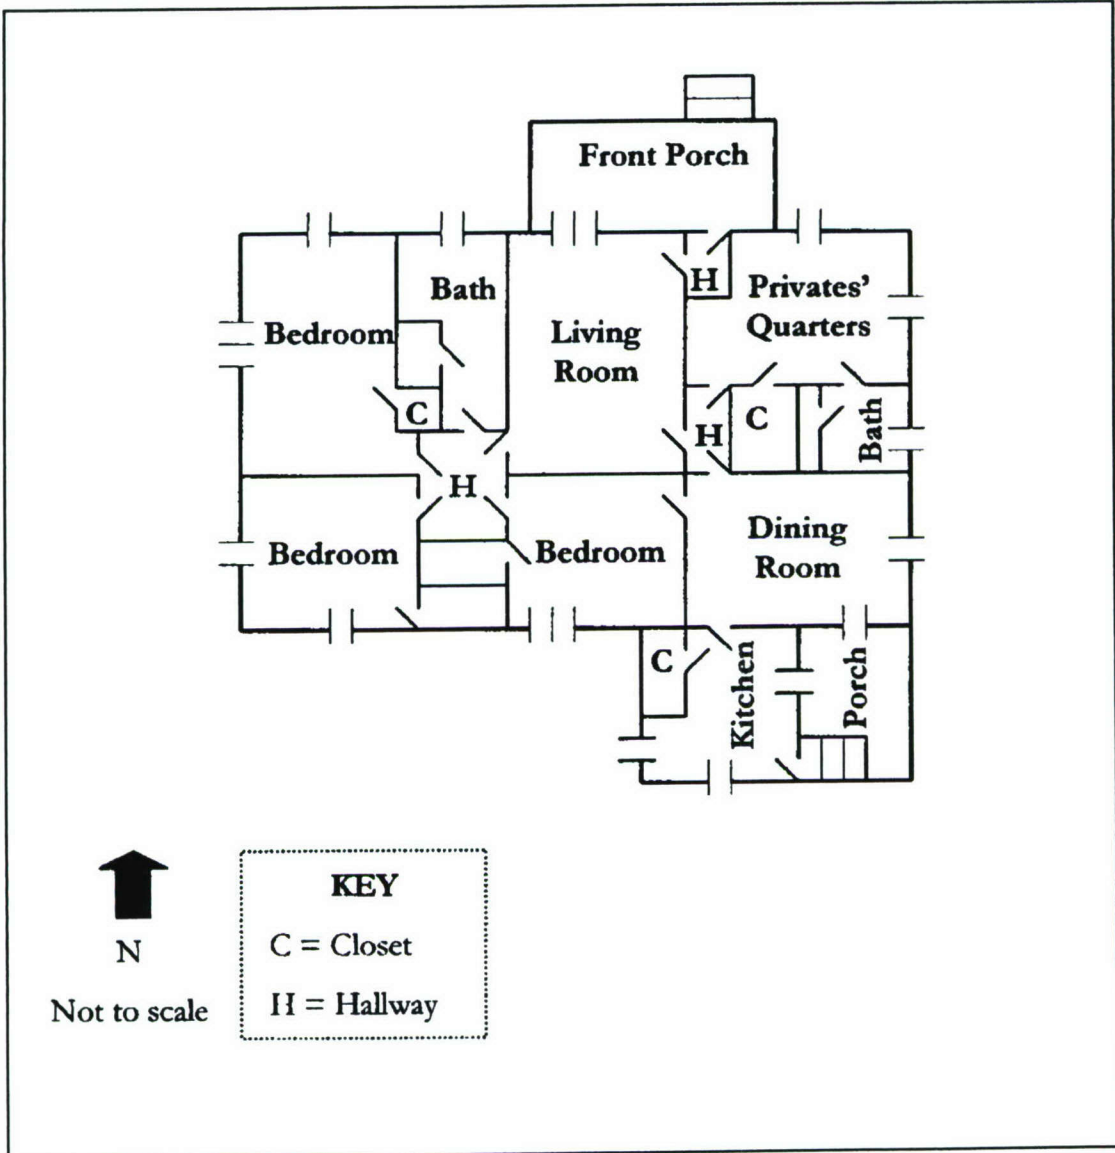 Front Porch
Bath
H
Privates’
Quarters
Bedroom
Living
Room
C
C
H
Bath
H
Bedroom
Bedroom
Dining
Room
C
Kitchen
Porch
N
Not to scale
KEY
C = Closet
H = Hallway